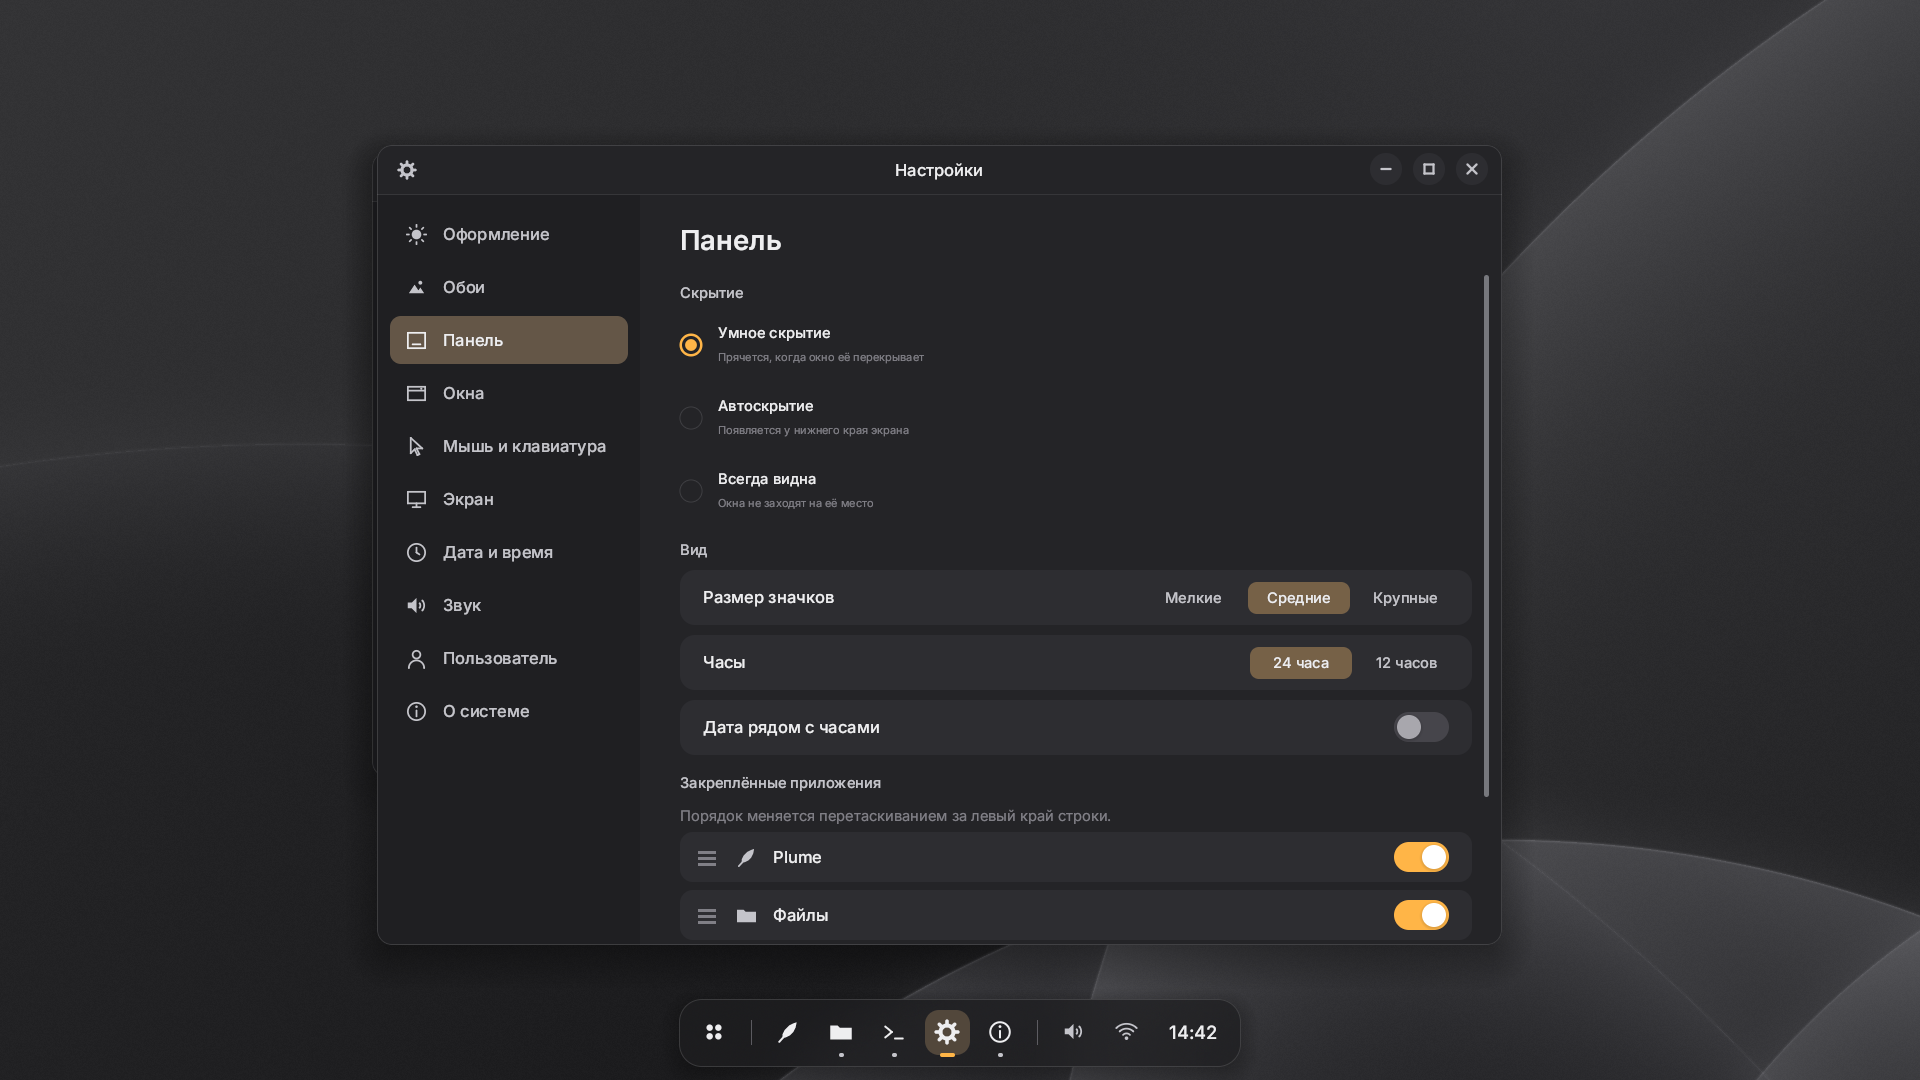 Настройки
Оформление
Обои
Панель
Окна
Мышь и клавиатура
Экран
Дата и время
Звук
Пользователь
О системе
Панель
Скрытие
Умное скрытие
Прячется, когда окно её перекрывает
Автоскрытие
Появляется у нижнего края экрана
Всегда видна
Окна не заходят на её место
Вид
Размер значков Мелкие Средние Крупные
Часы 24 часа 12 часов
Дата рядом с часами
Закреплённые приложения
Порядок меняется перетаскиванием за левый край строки.
Plume
Файлы
14:42